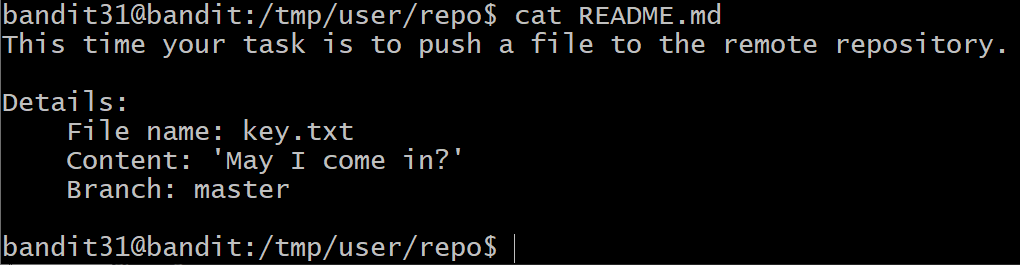 bandit31@bandit:/tmp/user/repo$ cat README.md
This time your task is to push a file to the remote repository.
Details:
File name: key.txt
Content: 'May I come in?'
Branch: master
bandit31@bandit:/tmp/user/repo$